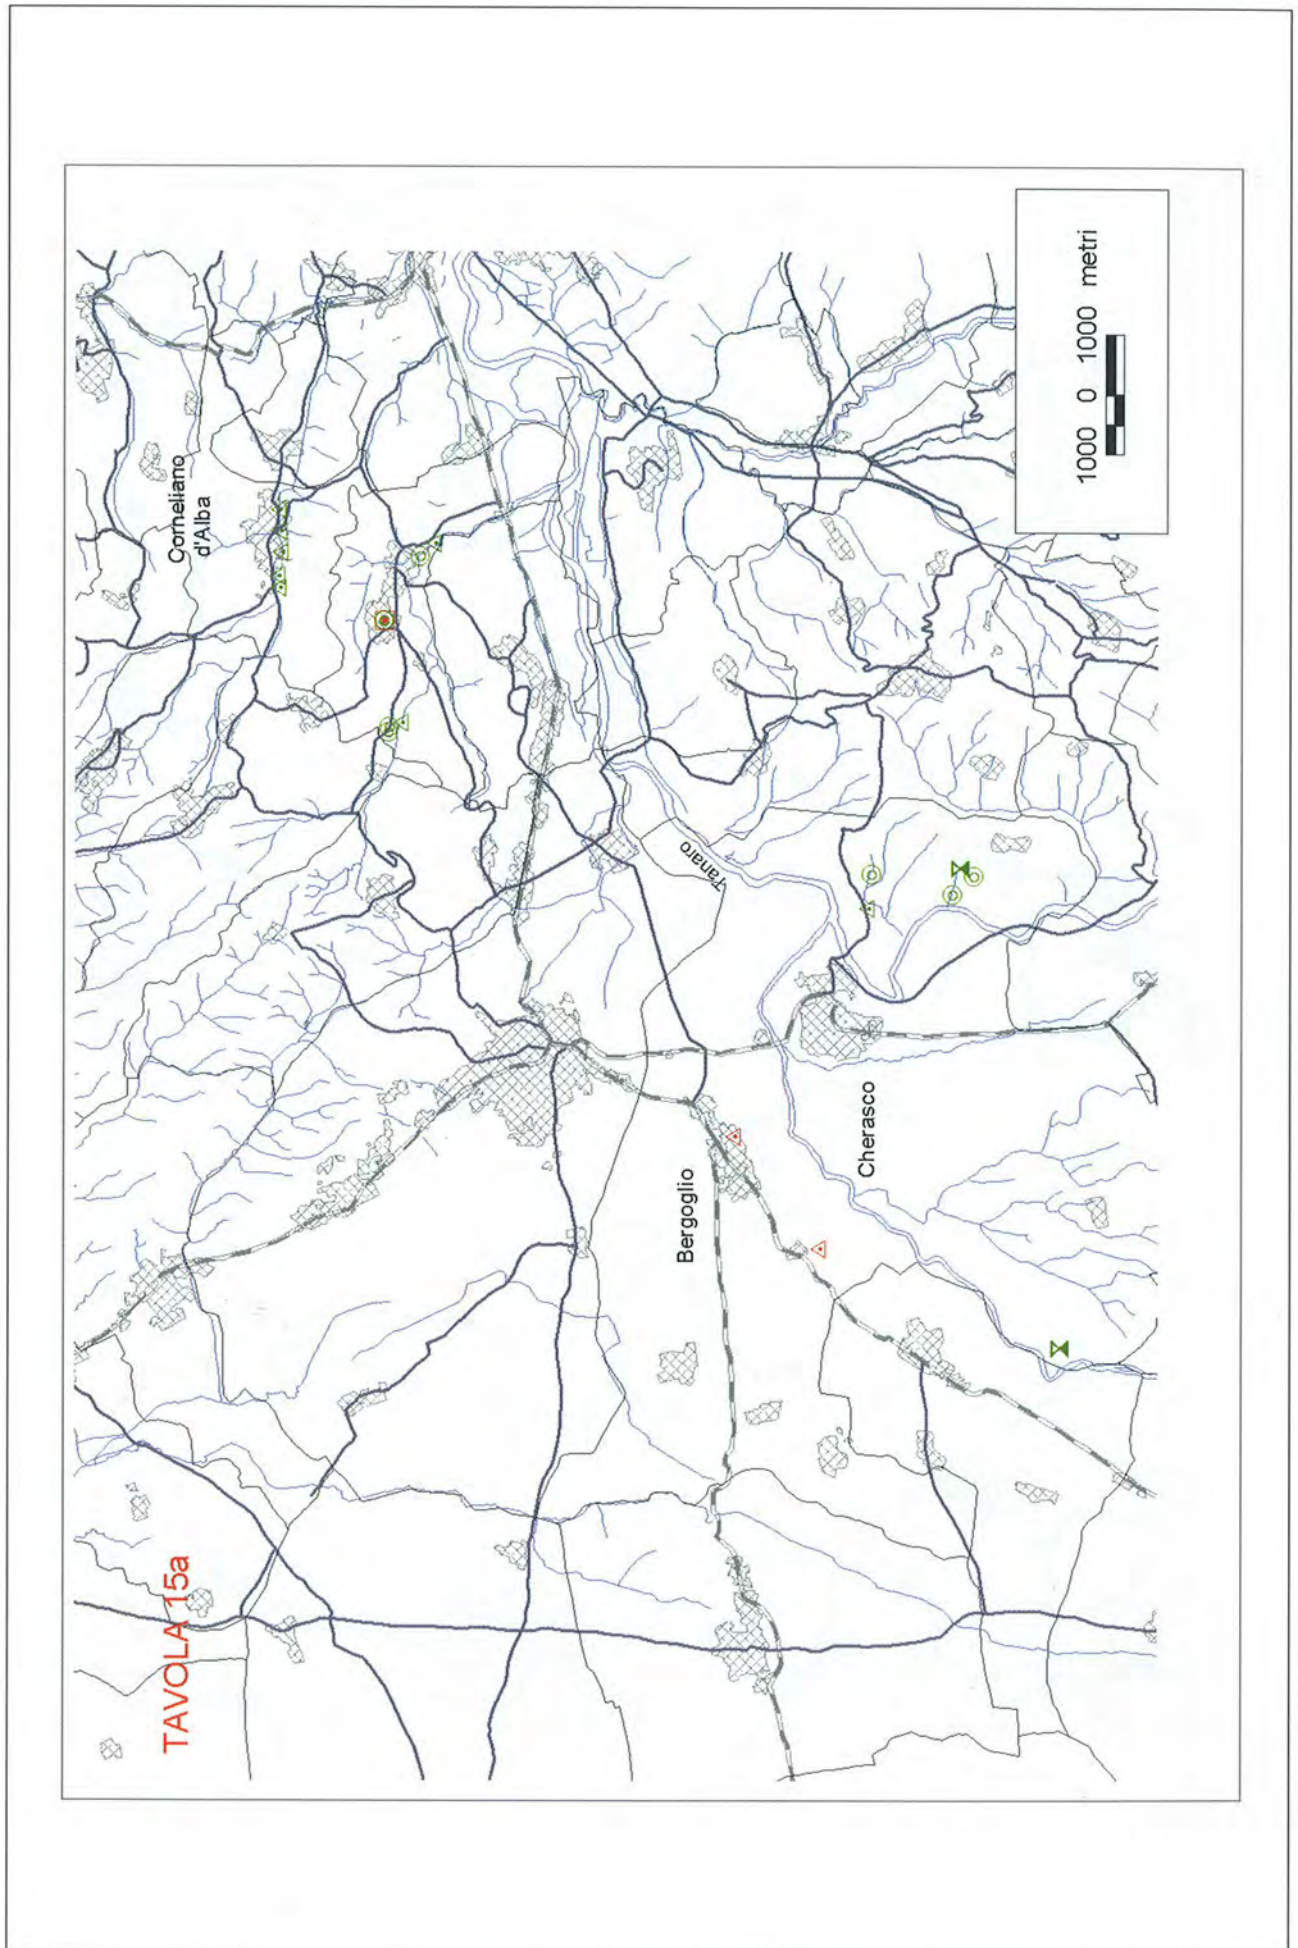 TAVOLA 15a
Corneliano
d'Alba
Tanaro
Bergoglio
Cherasco
1000 0 1000 metri